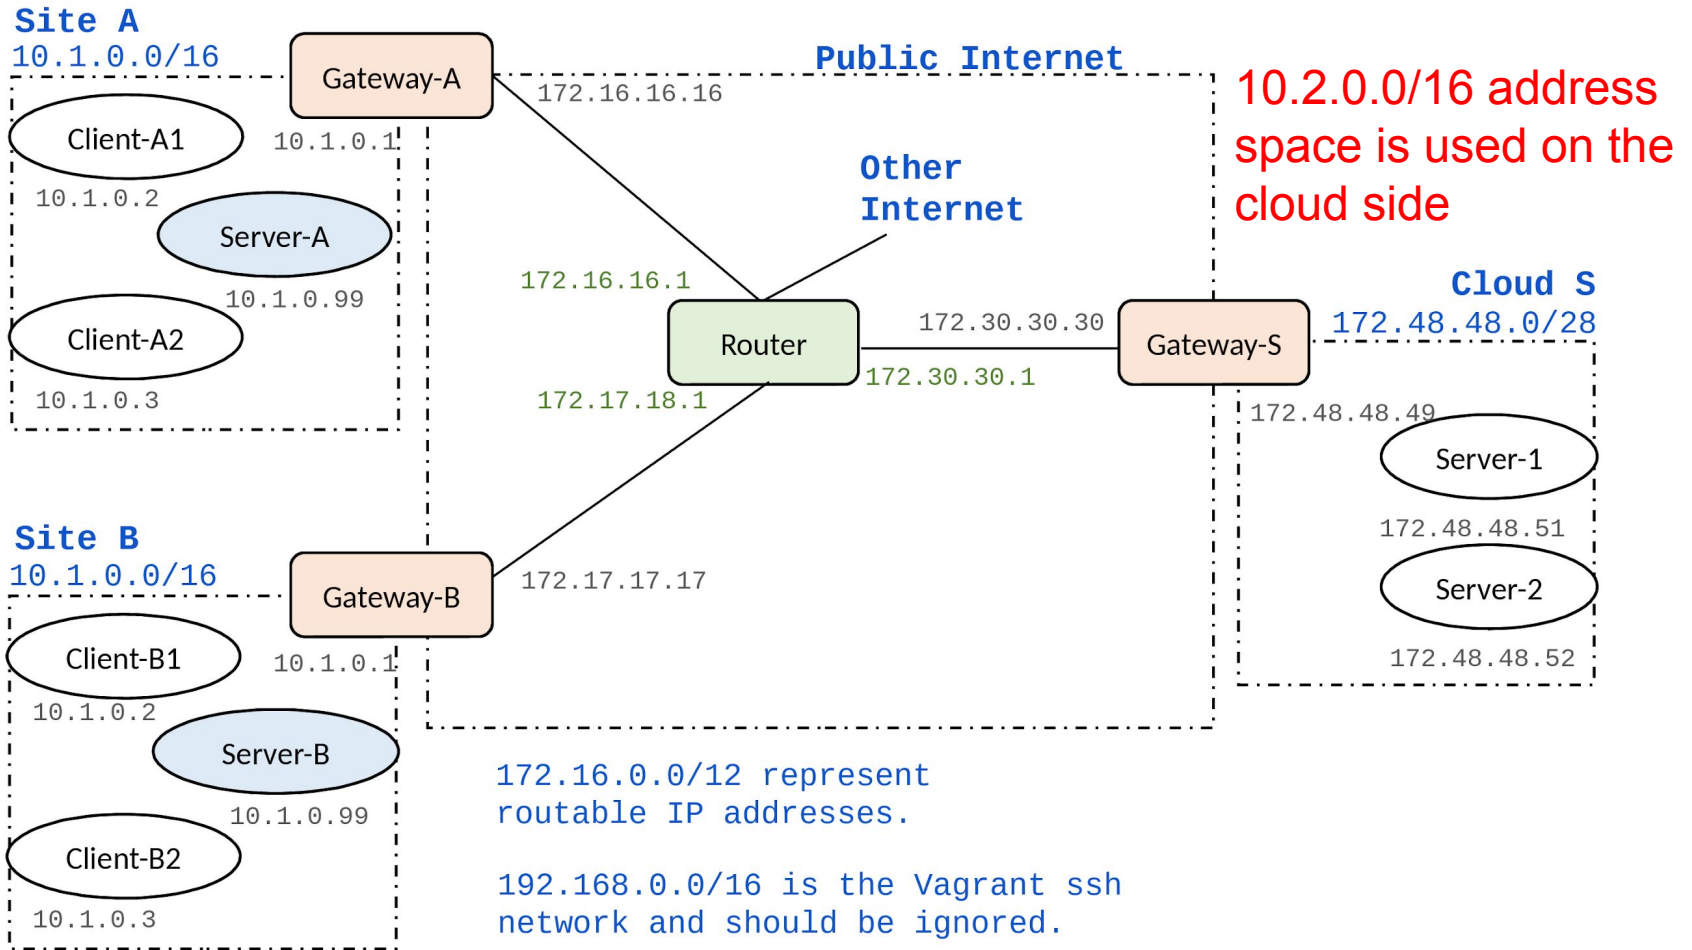 Site A
10.1.0.0/16
Gateway-A
Public Internet
172.16.16.16
10.2.0.0/16 address
space is used on the
cloud side
Client-A1
10.1.0.1
10.1.0.2
Server-A
10.1.0.99
Client-A2
10.1.0.3
Other
Internet
172.16.16.1
Router
172.30.30.30
172.30.30.1
172.17.18.1
Gateway-S
Cloud S
172.48.48.0/28
172.48.48.49
Server-1
172.48.48.51
Server-2
172.48.48.52
Site B
10.1.0.0/16
Gateway-B
172.17.17.17
Client-B1
10.1.0.1
10.1.0.2
Server-B
10.1.0.99
Client-B2
10.1.0.3
172.16.0.0/12 represent
routable IP addresses.
192.168.0.0/16 is the Vagrant ssh
network and should be ignored.